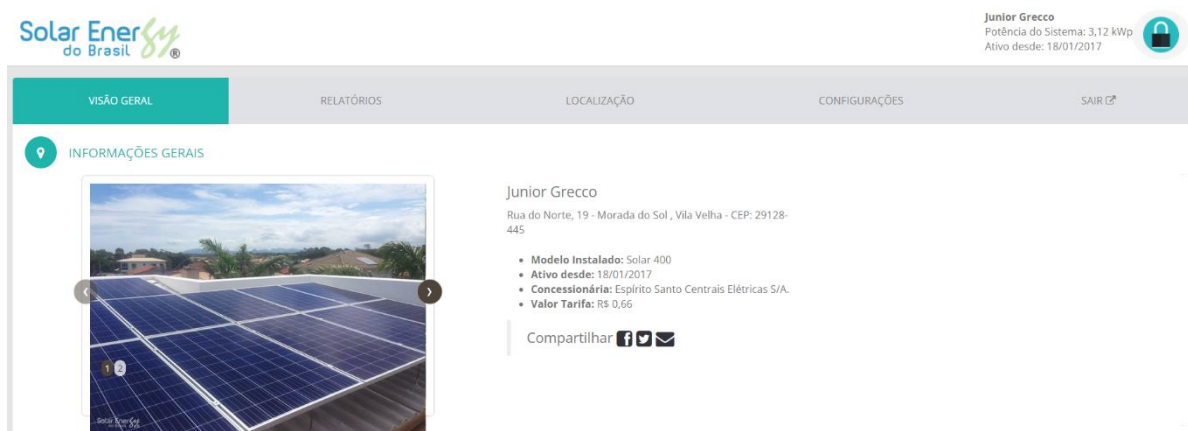 Solar Energy
do Brasil ®
Junior Grecco
Potência do Sistema: 3,12 kWp
Ativo desde: 18/01/2017
VISÃO GERAL
RELATÓRIOS
LOCALIZAÇÃO
CONFIGURAÇÕES
SAIR
INFORMAÇÕES GERAIS
Junior Grecco
Rua do Norte, 19 - Morada do Sol , Vila Velha - CEP: 29128-
445
• Modelo Instalado: Solar 400
• Ativo desde: 18/01/2017
• Concessionária: Espírito Santo Centrais Elétricas S/A.
• Valor Tarifa: R$ 0,66
Compartilhar
1 2
Solar Energy